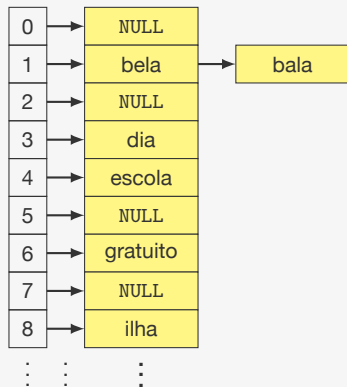 0 NULL
1 bela bala
2 NULL
3 dia
4 escola
5 NULL
6 gratuito
7 NULL
8 ilha
⋮ ⋮ ⋮